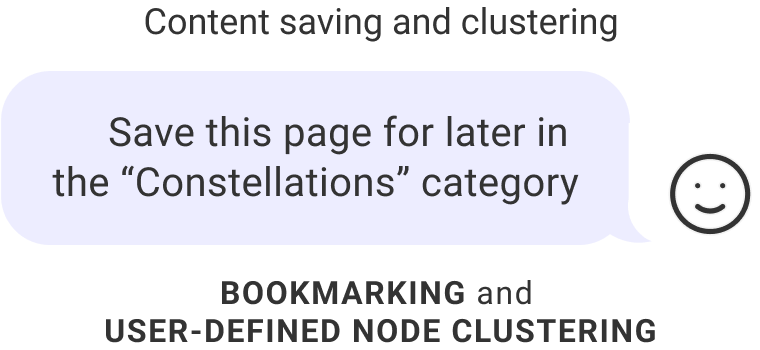 Content saving and clustering
Save this page for later in
the “Constellations” category
BOOKMARKING and
USER-DEFINED NODE CLUSTERING